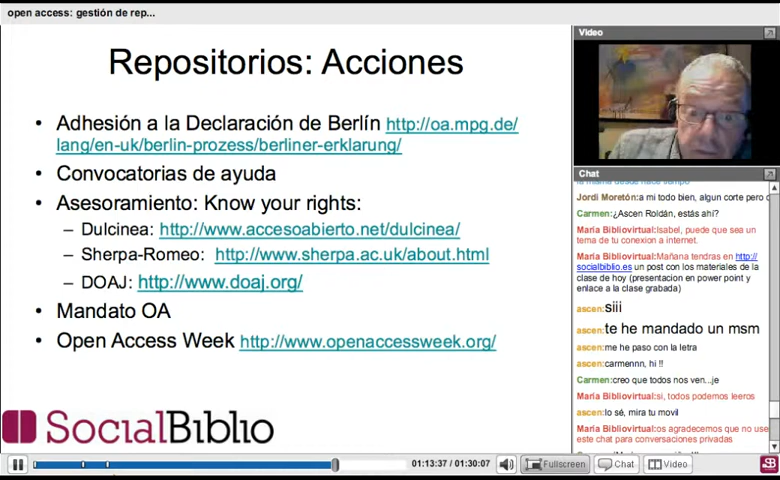 open access: gestión de rep...
Repositorios: Acciones
• Adhesión a la Declaración de Berlín http://oa.mpg.de/
lang/en-uk/berlin-prozess/berliner-erklarung/
• Convocatorias de ayuda
• Asesoramiento: Know your rights:
– Dulcinea: http://www.accesoabierto.net/dulcinea/
– Sherpa-Romeo: http://www.sherpa.ac.uk/about.html
– DOAJ: http://www.doaj.org/
• Mandato OA
• Open Access Week http://www.openaccessweek.org/
SocialBiblio
Video
Chat
la misma desde hace tiempo
Jordi Moretón:a mi todo bien, algun corte pero
Carmen:¿Ascen Roldán, estás ahí?
María Bibliovirtual:Isabel, puede que sea un
tema de tu conexion a internet.
María Bibliovirtual:Mañana tendras en http://
socialbiblio.es un post con los materiales de la
clase de hoy (presentacion en power point y
enlace a la clase grabada)
ascen:siii
ascen:te he mandado un msm
ascen:me he paso con la letra
ascen:carmennn, hi !!
Carmen:creo que todos nos ven...je
María Bibliovirtual:si, todos podemos leeros
ascen:lo sé, mira tu movil
María Bibliovirtual:os agradecemos que no use
este chat para conversaciones privadas
01:13:37 / 01:30:07
Fullscreen
Chat
Video
SB